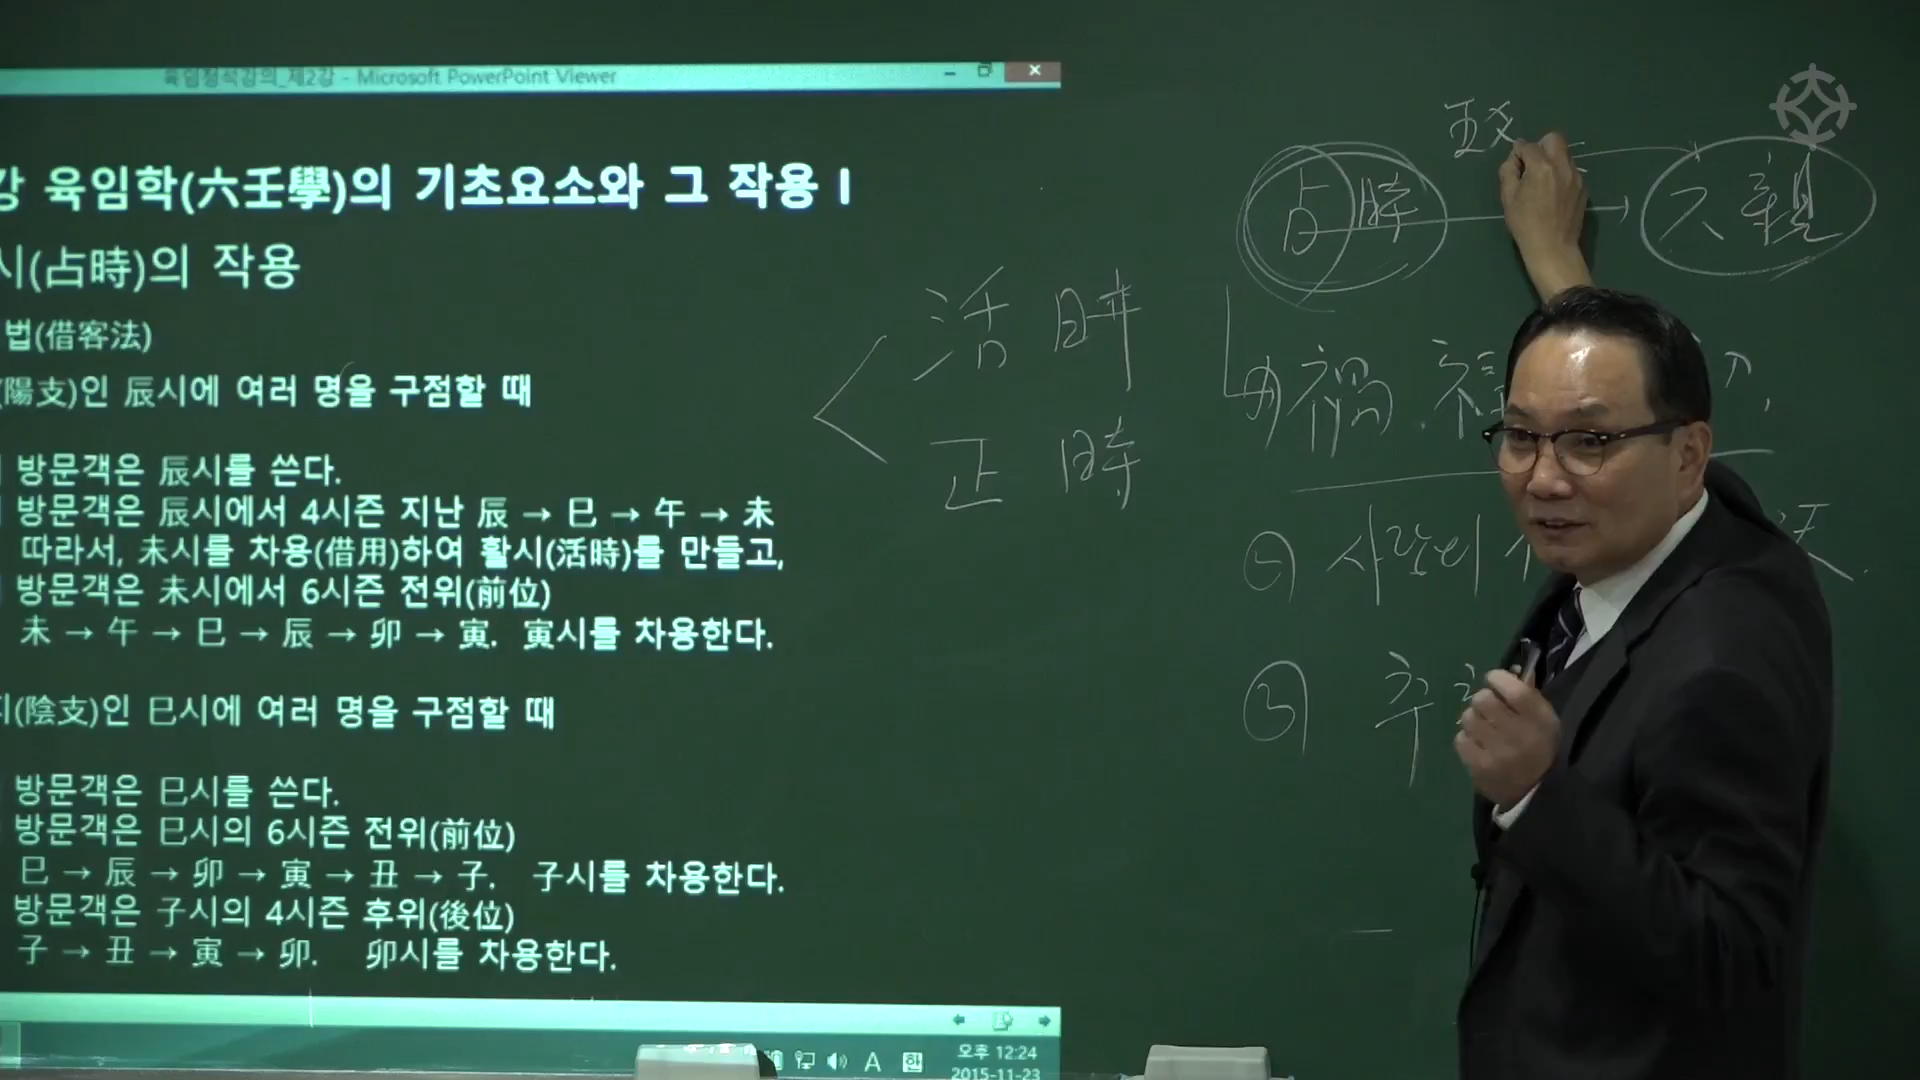 육임정석강의_제2강 - Microsoft PowerPoint Viewer
강 육임학(六壬學)의 기초요소와 그 작용 I
시(占時)의 작용
법(借客法)
(陽支)인 辰시에 여러 명을 구점할 때
방문객은 辰시를 쓴다.
방문객은 辰시에서 4시즌 지난 辰 → 巳 → 午 → 未
따라서, 未시를 차용(借用)하여 활시(活時)를 만들고,
방문객은 未시에서 6시즌 전위(前位)
未 → 午 → 巳 → 辰 → 卯 → 寅. 寅시를 차용한다.
지(陰支)인 巳시에 여러 명을 구점할 때
방문객은 巳시를 쓴다.
방문객은 巳시의 6시즌 전위(前位)
巳 → 辰 → 卯 → 寅 → 丑 → 子. 子시를 차용한다.
방문객은 子시의 4시즌 후위(後位)
子 → 丑 → 寅 → 卯. 卯시를 차용한다.
A 한 오후 12:24
2015-11-23
活時
正時
占時 → 六親
禍.福